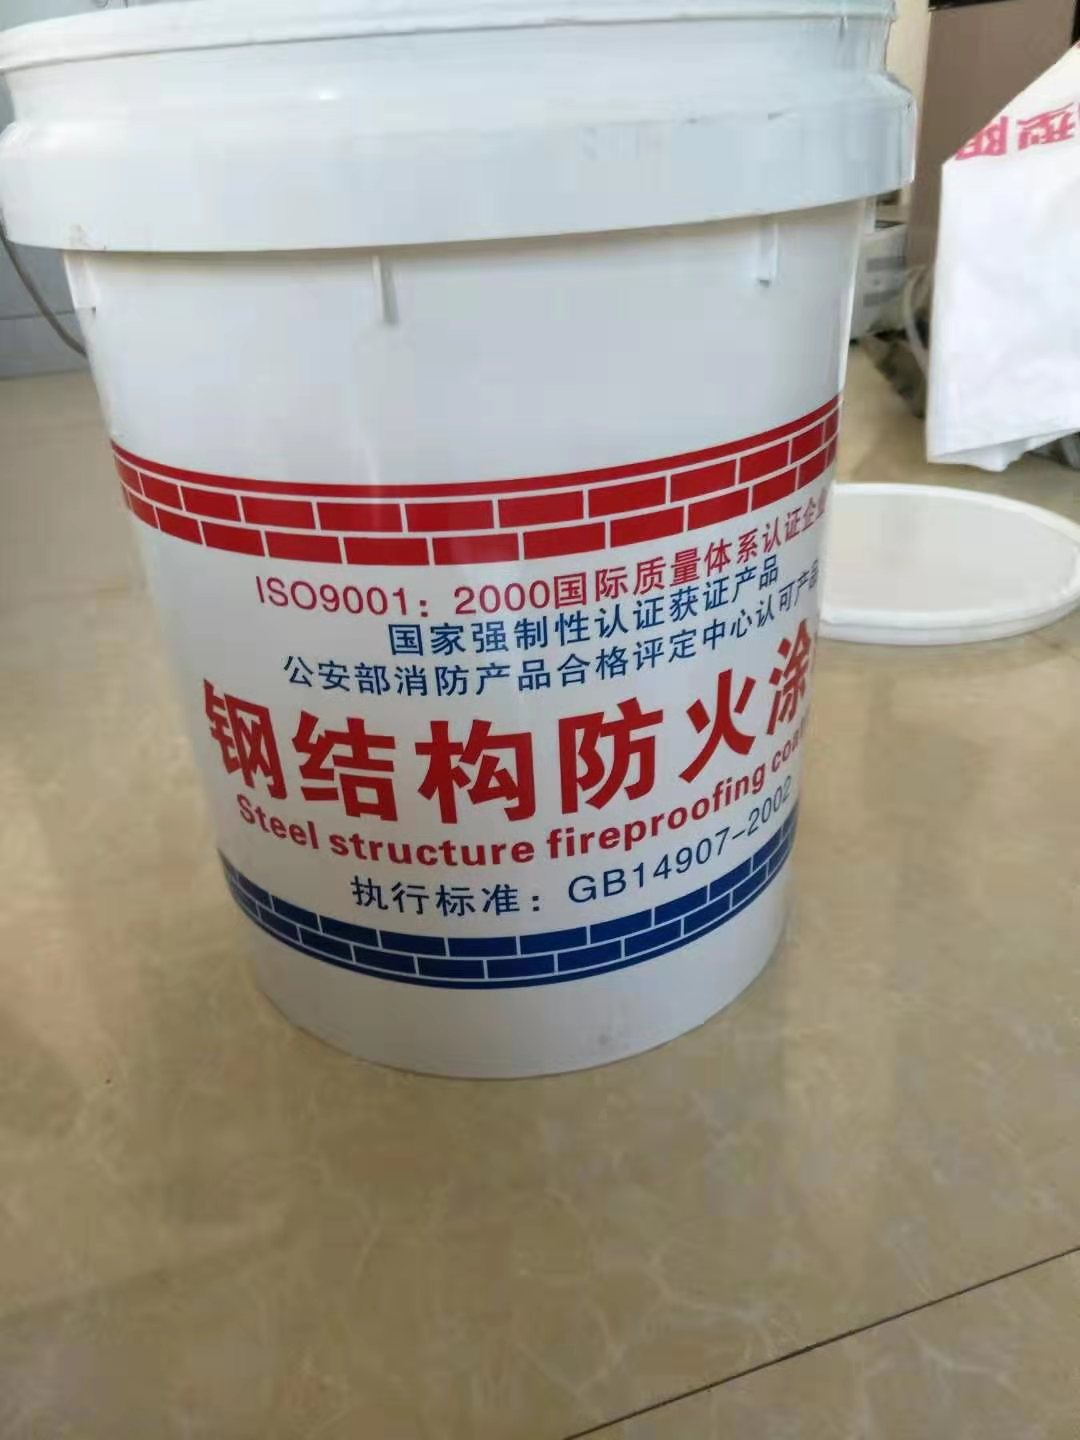 ISO9001：2000国际质量体系认证企业
国家强制性认证获证产品
公安部消防产品合格评定中心认可产品
钢结构防火涂
Steel structure fireproofing
执行标准：GB14907-2002